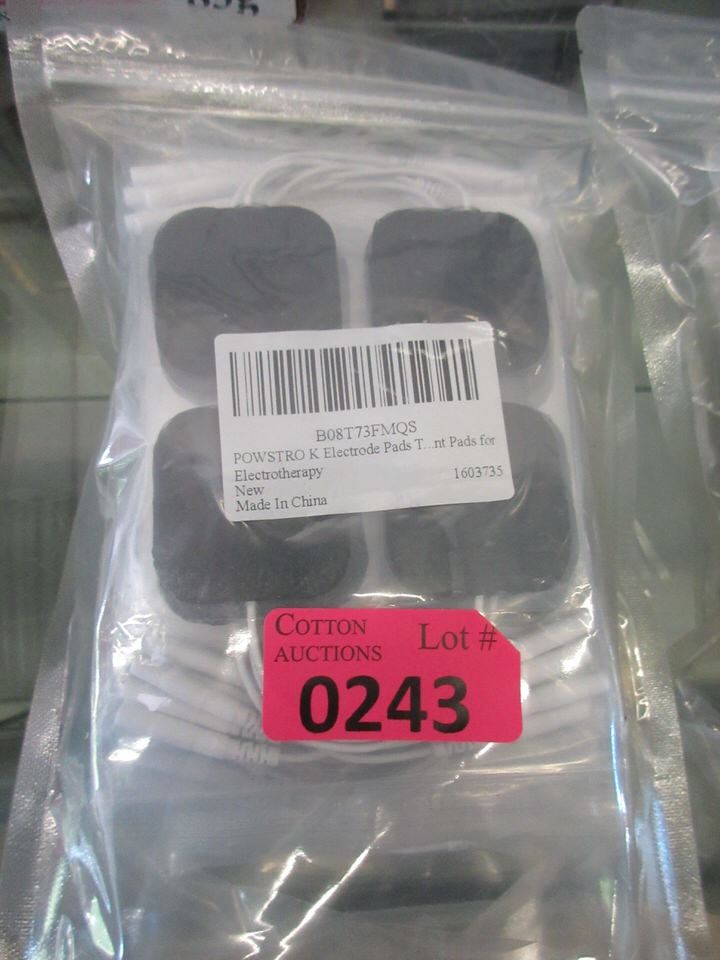 B08T73FMQS
POWSTRO K Electrode Pads T...nt Pads for
Electrotherapy 1603735
New
Made In China
COTTON
AUCTIONS Lot #
0243